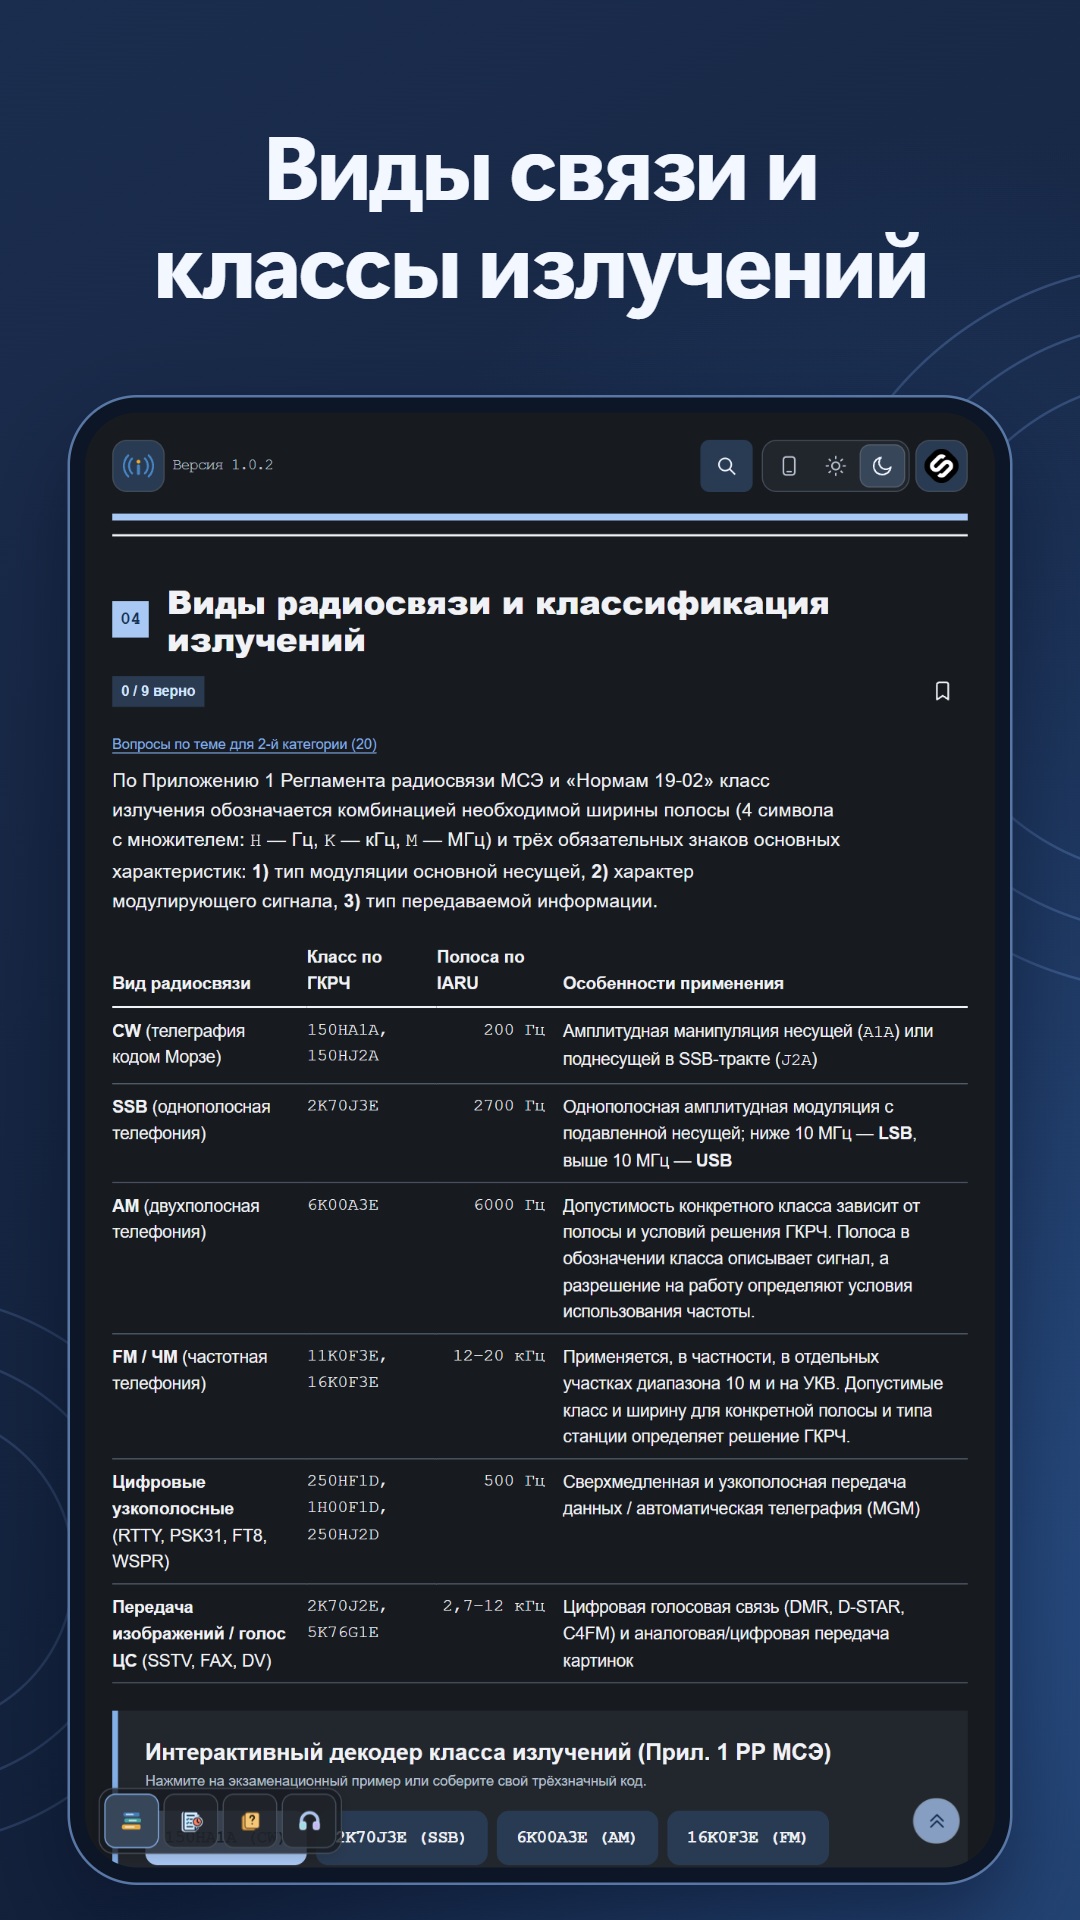 Виды связи и
классы излучений
Версия 1.0.2
04
Виды радиосвязи и классификация
излучений
0 / 9 верно
Вопросы по теме для 2-й категории (20)
По Приложению 1 Регламента радиосвязи МСЭ и «Нормам 19-02» класс
излучения обозначается комбинацией необходимой ширины полосы (4 символа
с множителем: H — Гц, K — кГц, M — МГц) и трёх обязательных знаков основных
характеристик: 1) тип модуляции основной несущей, 2) характер
модулирующего сигнала, 3) тип передаваемой информации.
Вид радиосвязи
Класс по
ГКРЧ
Полоса по
IARU
Особенности применения
CW (телеграфия
кодом Морзе)
150HA1A,
150HJ2A
200 Гц
Амплитудная манипуляция несущей (A1A) или
поднесущей в SSB-тракте (J2A)
SSB (однополосная
телефония)
2K70J3E
2700 Гц
Однополосная амплитудная модуляция с
подавленной несущей; ниже 10 МГц — LSB,
выше 10 МГц — USB
AM (двухполосная
телефония)
6K00A3E
6000 Гц
Допустимость конкретного класса зависит от
полосы и условий решения ГКРЧ. Полоса в
обозначении класса описывает сигнал, а
разрешение на работу определяют условия
использования частоты.
FM / ЧМ (частотная
телефония)
11K0F3E,
16K0F3E
12–20 кГц
Применяется, в частности, в отдельных
участках диапазона 10 м и на УКВ. Допустимые
класс и ширину для конкретной полосы и типа
станции определяет решение ГКРЧ.
Цифровые
узкополосные
(RTTY, PSK31, FT8,
WSPR)
250HF1D,
1H00F1D,
250HJ2D
500 Гц
Сверхмедленная и узкополосная передача
данных / автоматическая телеграфия (MGM)
Передача
изображений / голос
ЦС (SSTV, FAX, DV)
2K70J2E,
5K76G1E
2,7–12 кГц
Цифровая голосовая связь (DMR, D-STAR,
C4FM) и аналоговая/цифровая передача
картинок
Интерактивный декодер класса излучений (Прил. 1 РР МСЭ)
Нажмите на экзаменационный пример или соберите свой трёхзначный код.
150HA1A (CW)
2K70J3E (SSB)
6K00A3E (AM)
16K0F3E (FM)